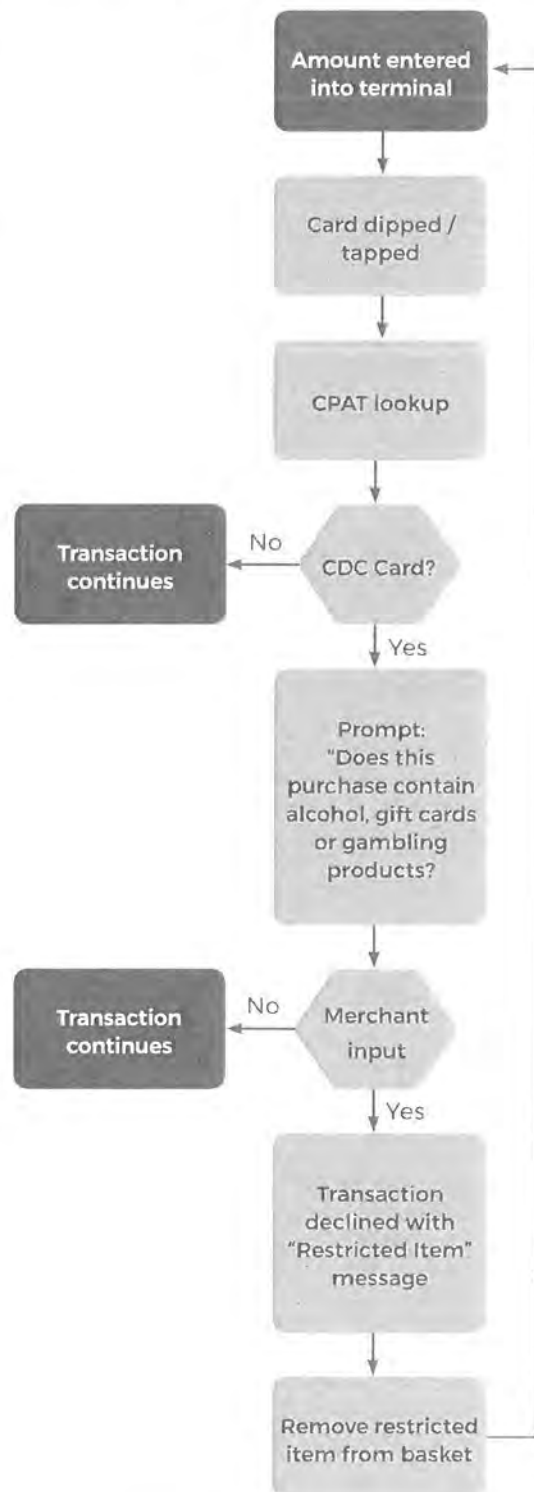 Amount entered
into terminal
Card dipped /
tapped
CPAT lookup
No
Transaction
continues
CDC Card?
Yes
Prompt:
"Does this
purchase contain
alcohol, gift cards
or gambling
products?
No
Transaction
continues
Merchant
input
Yes
Transaction
declined with
"Restricted Item"
message
Remove restricted
item from basket